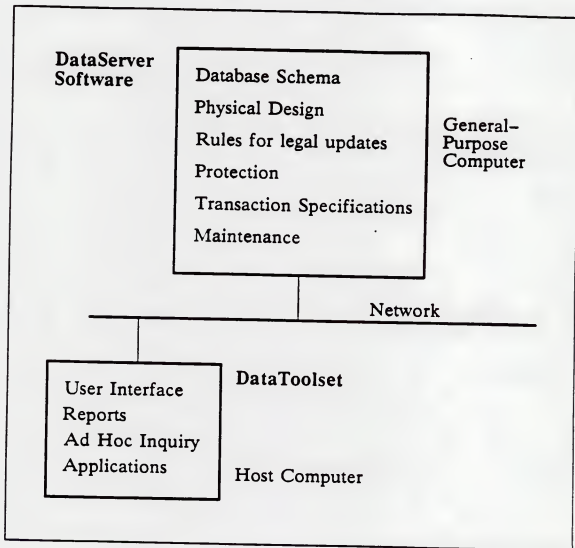 DataServer
Software
Database Schema
Physical Design
Rules for legal updates
Protection
Transaction Specifications
Maintenance
General-
Purpose
Computer
Network
User Interface
Reports
Ad Hoc Inquiry
Applications
DataToolset
Host Computer